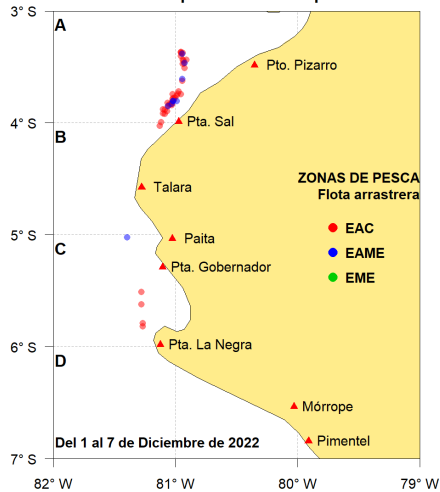 3° S
A
Pto. Pizarro
4° S
Pta. Sal
B
ZONAS DE PESCA
Talara
Flota arrastrera
EAC
5° S
Paita
C
EAME
Pta. Gobernador
EME
6° S
Pta. La Negra
D
Mórrope
Del 1 al 7 de Diciembre de 2022
Pimentel
7° S
82° W
81° W
80° W
79° W